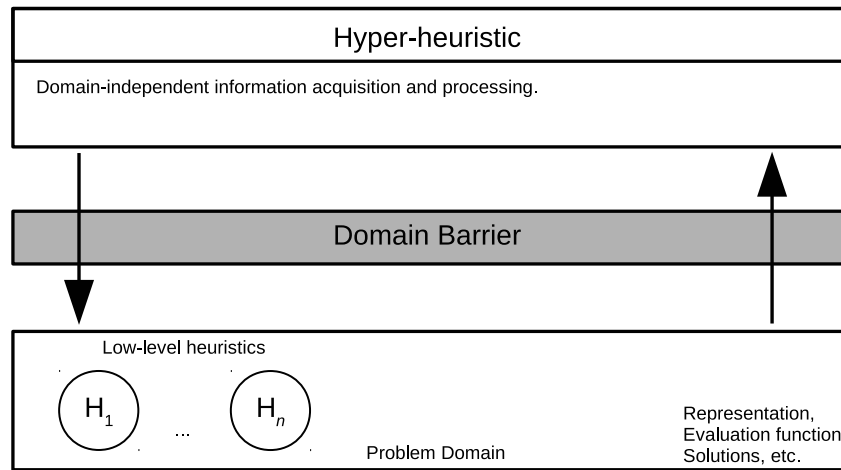 Hyper-heuristic
Domain-independent information acquisition and processing.
Domain Barrier
Low-level heuristics
H1 ... Hn
Problem Domain
Representation,
Evaluation function
Solutions, etc.